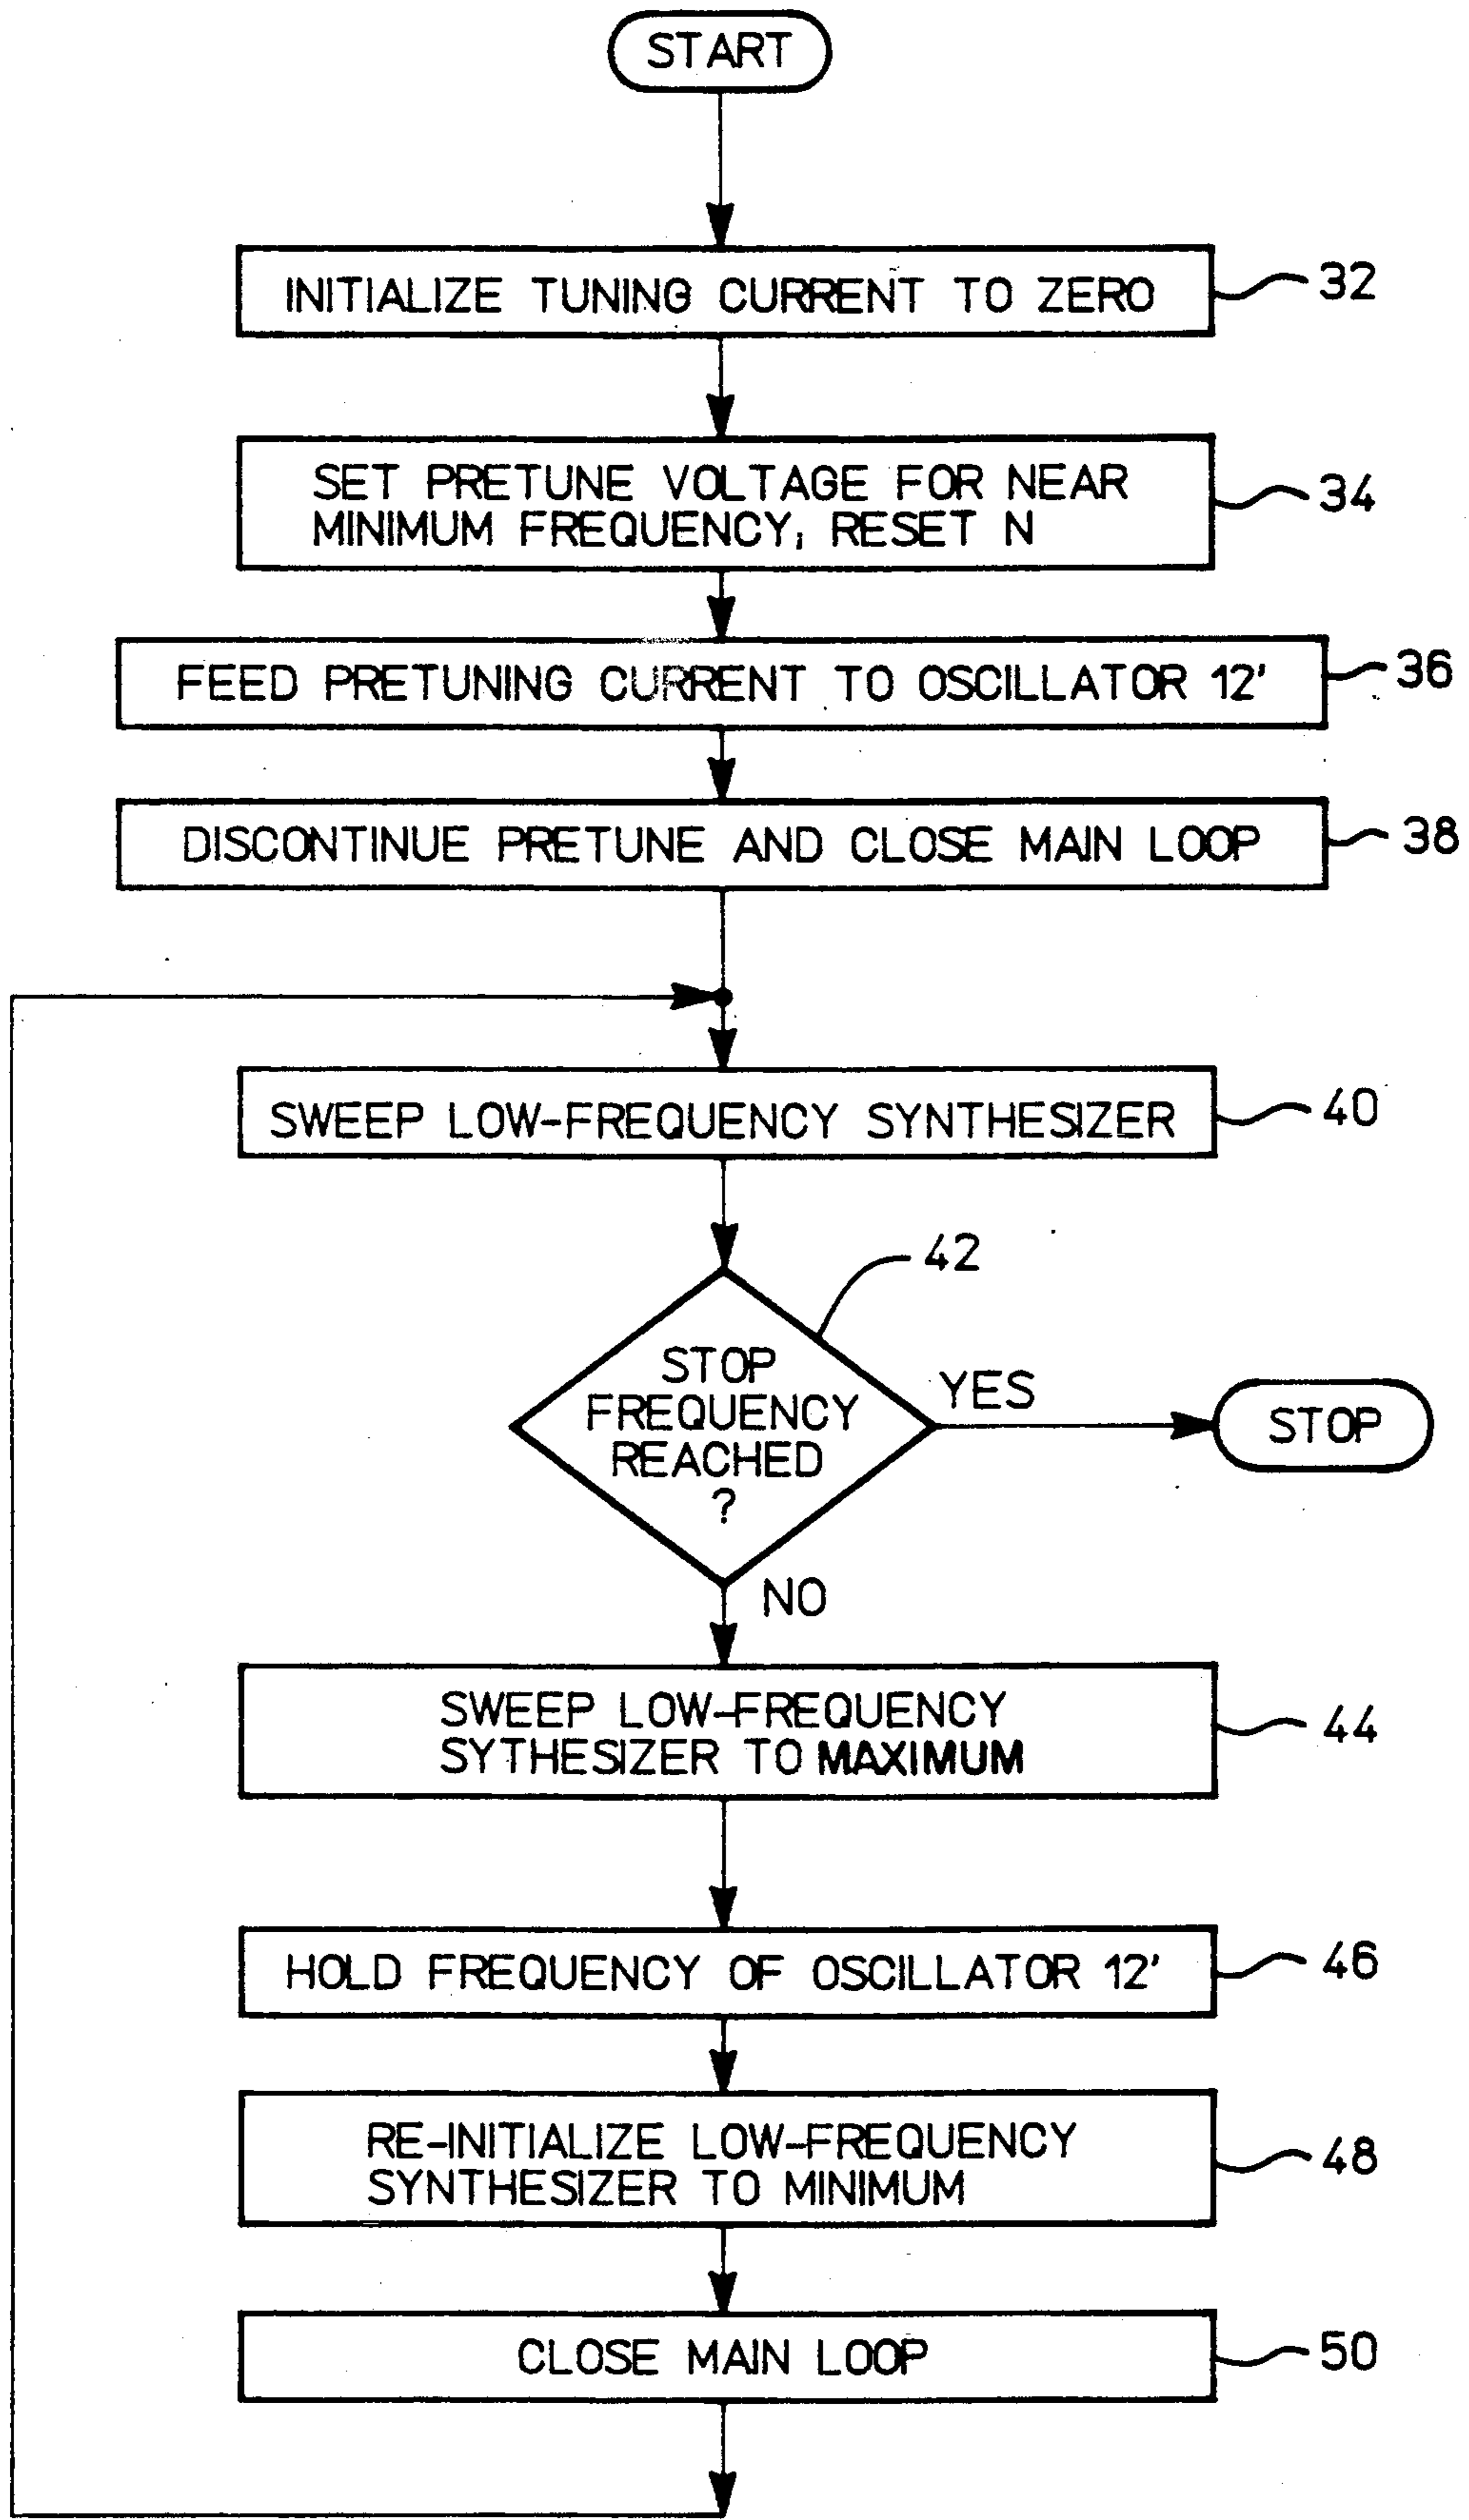 START
INITIALIZE TUNING CURRENT TO ZERO
32
SET PRETUNE VOLTAGE FOR NEAR
MINIMUM FREQUENCY, RESET N
34
FEED PRETUNING CURRENT TO OSCILLATOR 12'
36
DISCONTINUE PRETUNE AND CLOSE MAIN LOOP
38
SWEEP LOW-FREQUENCY SYNTHESIZER
40
42
STOP
FREQUENCY
REACHED
?
YES
STOP
NO
SWEEP LOW-FREQUENCY
SYTHESIZER TO MAXIMUM
44
HOLD FREQUENCY OF OSCILLATOR 12'
46
RE-INITIALIZE LOW-FREQUENCY
SYNTHESIZER TO MINIMUM
48
CLOSE MAIN LOOP
50